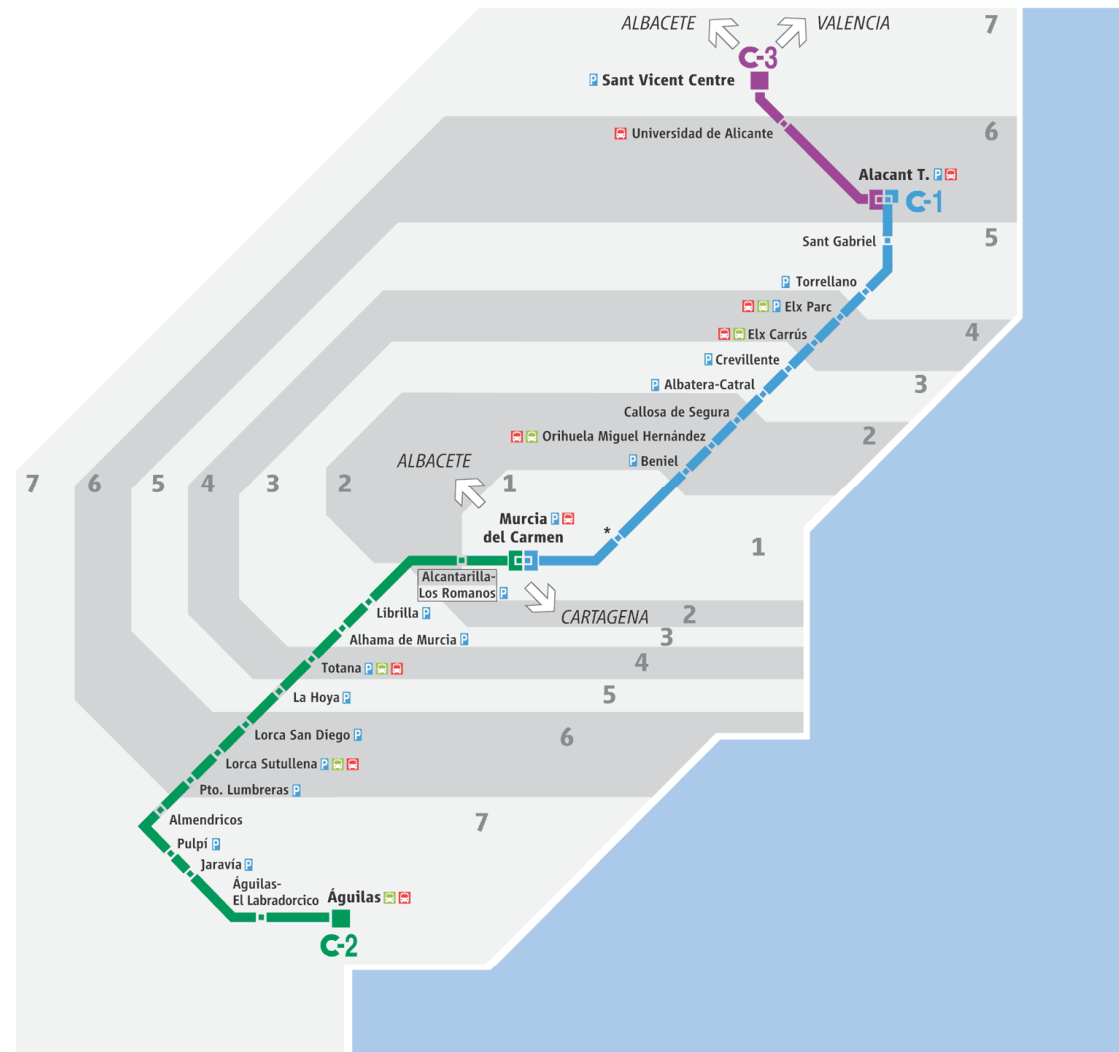 ALBACETE
VALENCIA
7
C-3
P Sant Vicent Centre
Universidad de Alicante
6
Alacant T. P
C-1
Sant Gabriel
5
P Torrellano
P Elx Parc
Elx Carrús
4
P Crevillente
3
P Albatera-Catral
Callosa de Segura
2
Orihuela Miguel Hernández
P Beniel
ALBACETE
7
6
5
4
3
2
1
Murcia P
del Carmen
*
1
Alcantarilla-
Los Romanos P
CARTAGENA
2
Librilla P
3
Alhama de Murcia P
4
Totana P
5
La Hoya P
6
Lorca San Diego P
Lorca Sutullena P
Pto. Lumbreras P
7
Almendricos
Pulpí P
Jaravía P
Águilas-
El Labradorcico
Águilas
C-2